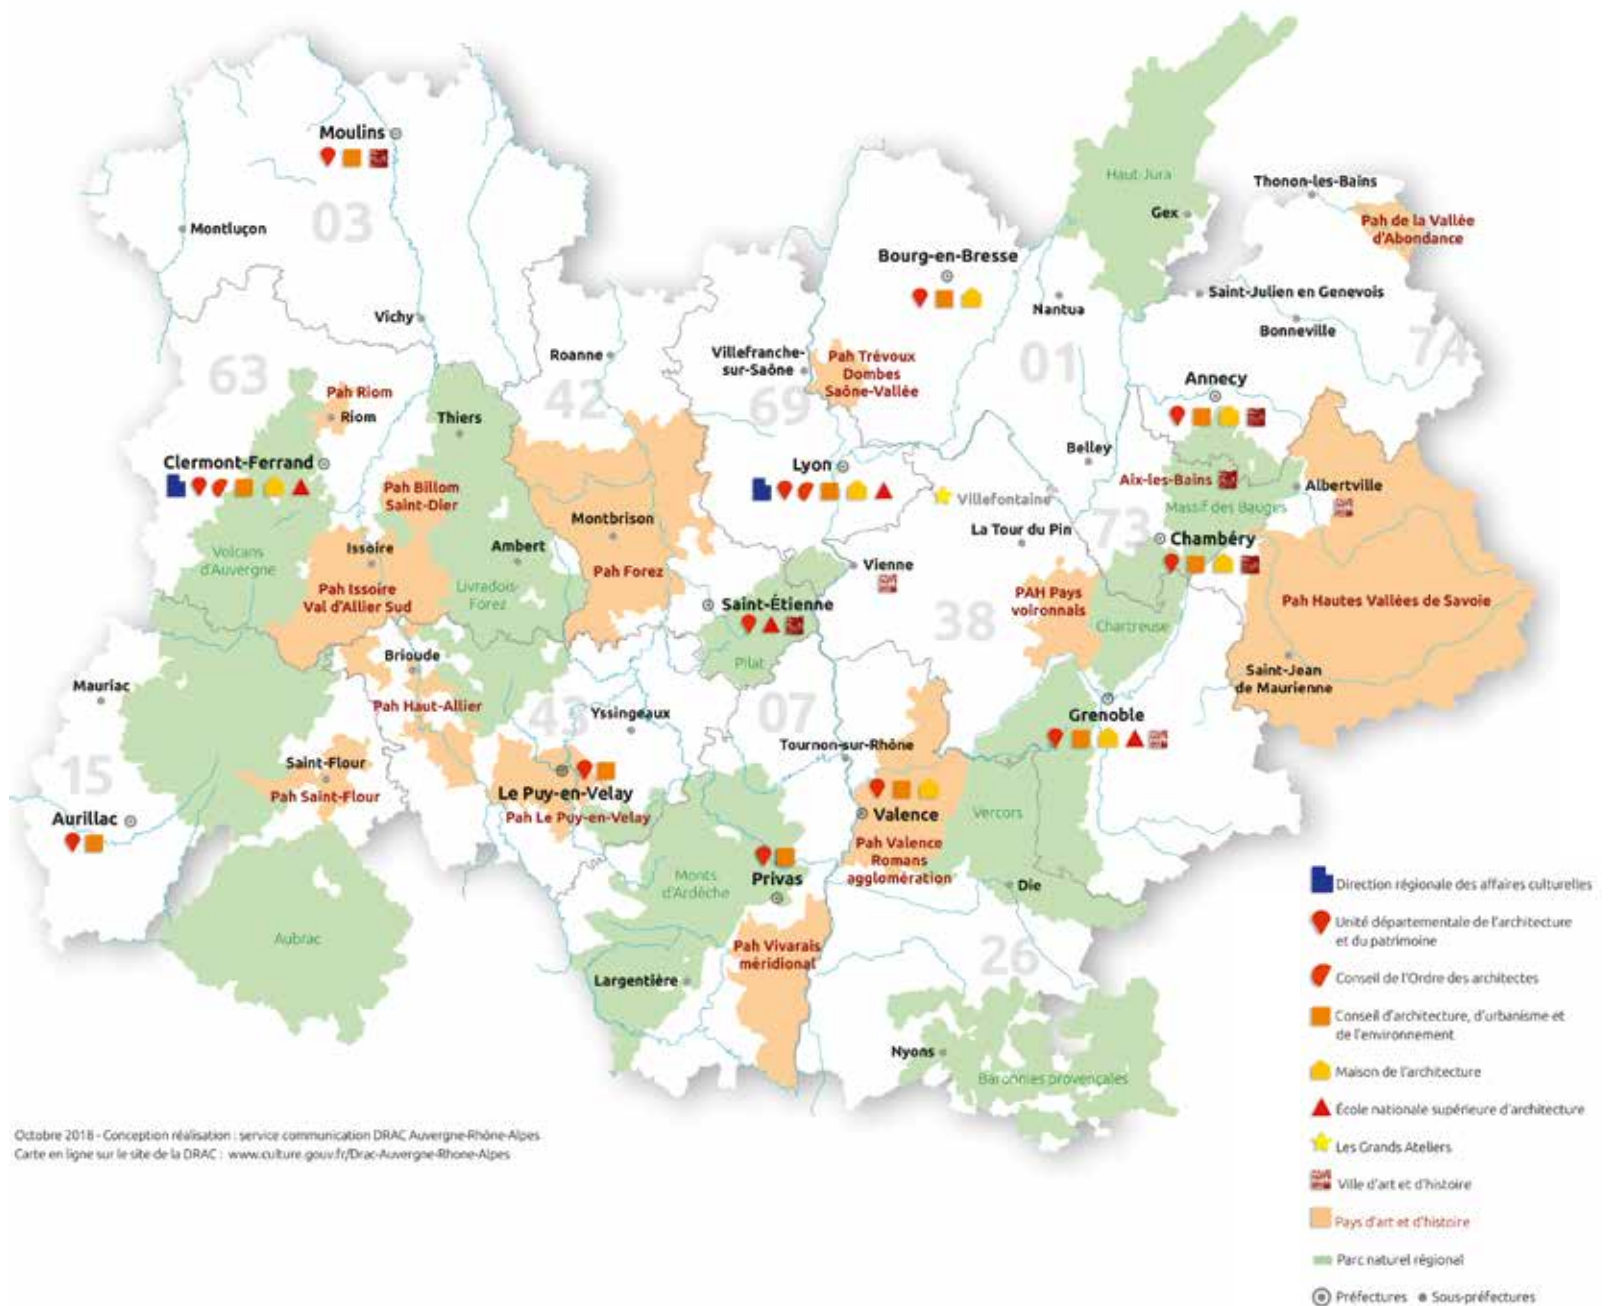 Moulins
03
Montluçon
Vichy
Haut-Jura
Gex
Thonon-les-Bains
Pah de la Vallée
d'Abondance
Bourg-en-Bresse
Nantua
Saint-Julien en Genevois
Bonneville
74
01
Roanne
42
Villefranche-
sur-Saône
69
Pah Trévoux
Dombes
Saône-Vallée
63
Pah Riom
Riom
Thiers
Annecy
Clermont-Ferrand
Pah Billom
Saint-Dier
Lyon
Belley
Aix-les-Bains
Albertville
Massif des Bauges
Villefontaine
La Tour du Pin
73
Chambéry
Montbrison
Volcans
d'Auvergne
Issoire
Ambert
Pah Issoire
Val d'Allier Sud
Livradois-
Forez
Pah Forez
Vienne
Saint-Étienne
Pilat
38
PAH Pays
voironnais
Chartreuse
Pah Hautes Vallées de Savoie
Saint-Jean
de Maurienne
Brioude
Mauriac
Pah Haut-Allier
43
Yssingeaux
07
Grenoble
Tournon-sur-Rhône
15
Saint-Flour
Pah Saint-Flour
Le Puy-en-Velay
Pah Le Puy-en-Velay
Aurillac
Valence
Pah Valence
Romans
agglomération
Vercors
Monts
d'Ardèche
Privas
Die
Aubrac
Pah Vivarais
méridional
26
Largentière
Nyons
Baronnies provençales
Direction régionale des affaires culturelles
Unité départementale de l'architecture
et du patrimoine
Conseil de l'Ordre des architectes
Conseil d'architecture, d'urbanisme et
de l'environnement
Maison de l'architecture
École nationale supérieure d'architecture
Les Grands Ateliers
Ville d'art et d'histoire
Pays d'art et d'histoire
Parc naturel régional
Préfectures
Sous-préfectures
Octobre 2018 - Conception réalisation : service communication DRAC Auvergne-Rhône-Alpes
Carte en ligne sur le site de la DRAC : www.culture.gouv.fr/Drac-Auvergne-Rhone-Alpes